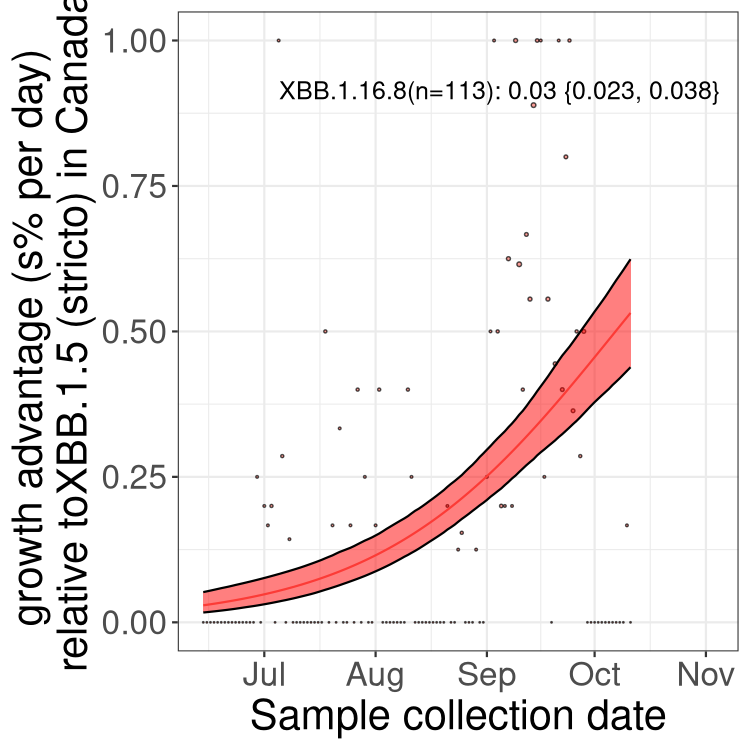 growth advantage (s% per day)
relative toXBB.1.5 (stricto) in Canada
1.00
0.75
0.50
0.25
0.00
XBB.1.16.8(n=113): 0.03 {0.023, 0.038}
Jul Aug Sep Oct Nov
Sample collection date